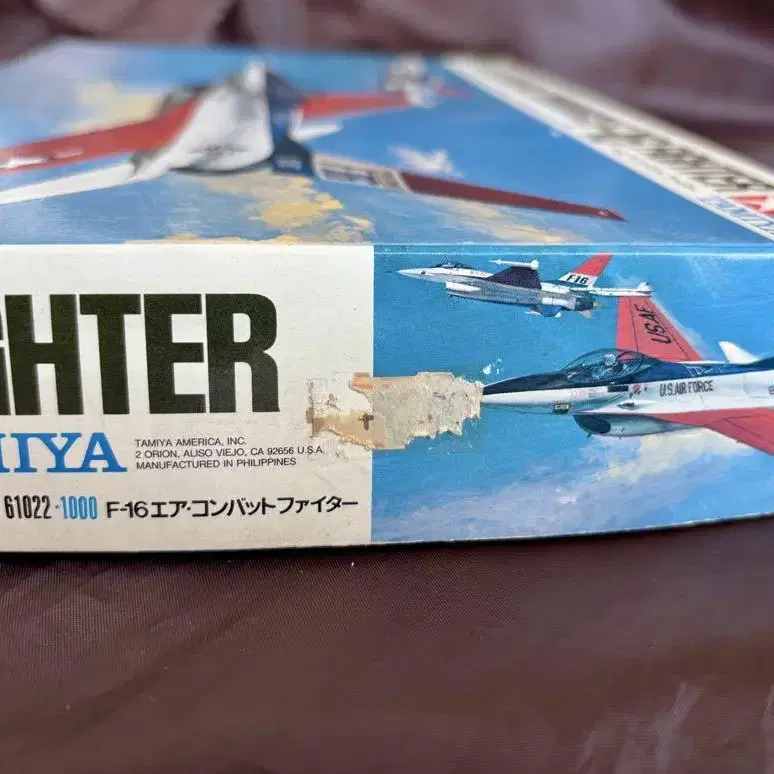 GHTER
MIYA
TAMIYA AMERICA, INC.
2 ORION, ALISO VIEJO, CA 92656 U.S.A.
MANUFACTURED IN PHILIPPINES
61022-1000 F-16エア・コンバットファイター
F-16
USAF
U.S. AIR FORCE